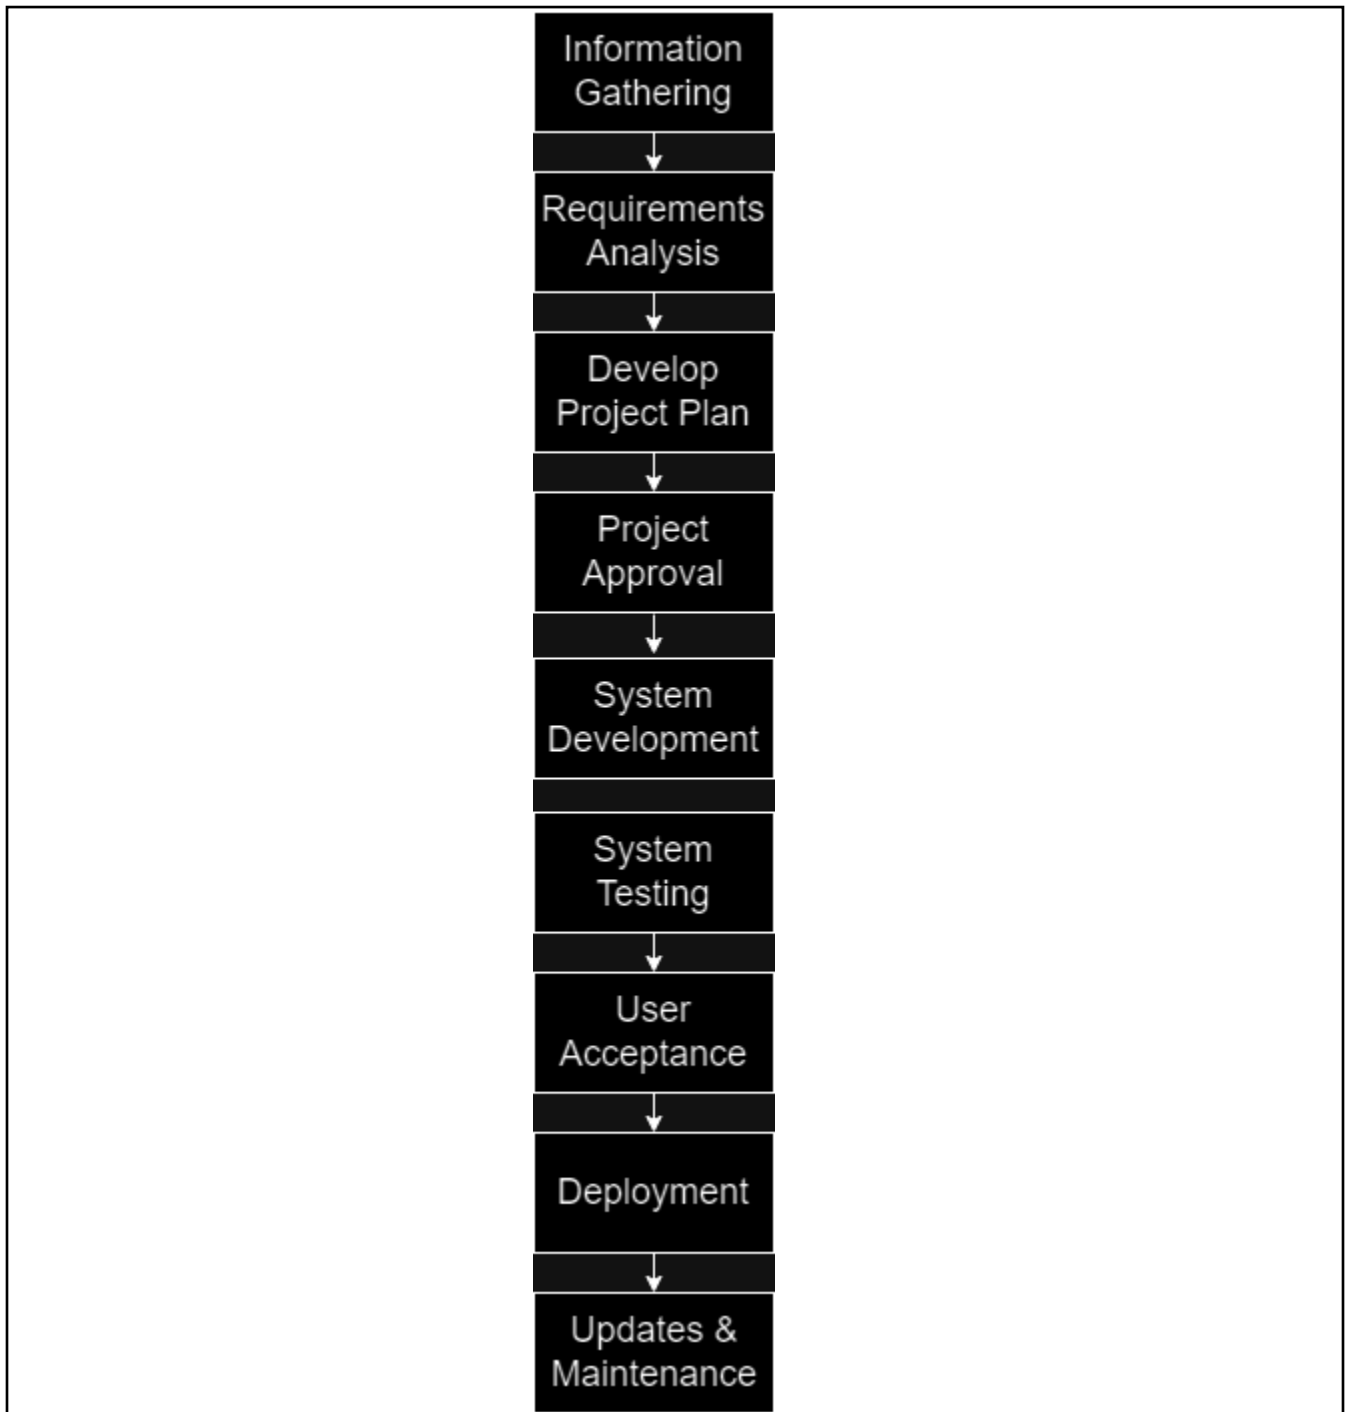 Information
Gathering
Requirements
Analysis
Develop
Project Plan
Project
Approval
System
Development
System
Testing
User
Acceptance
Deployment
Updates &
Maintenance